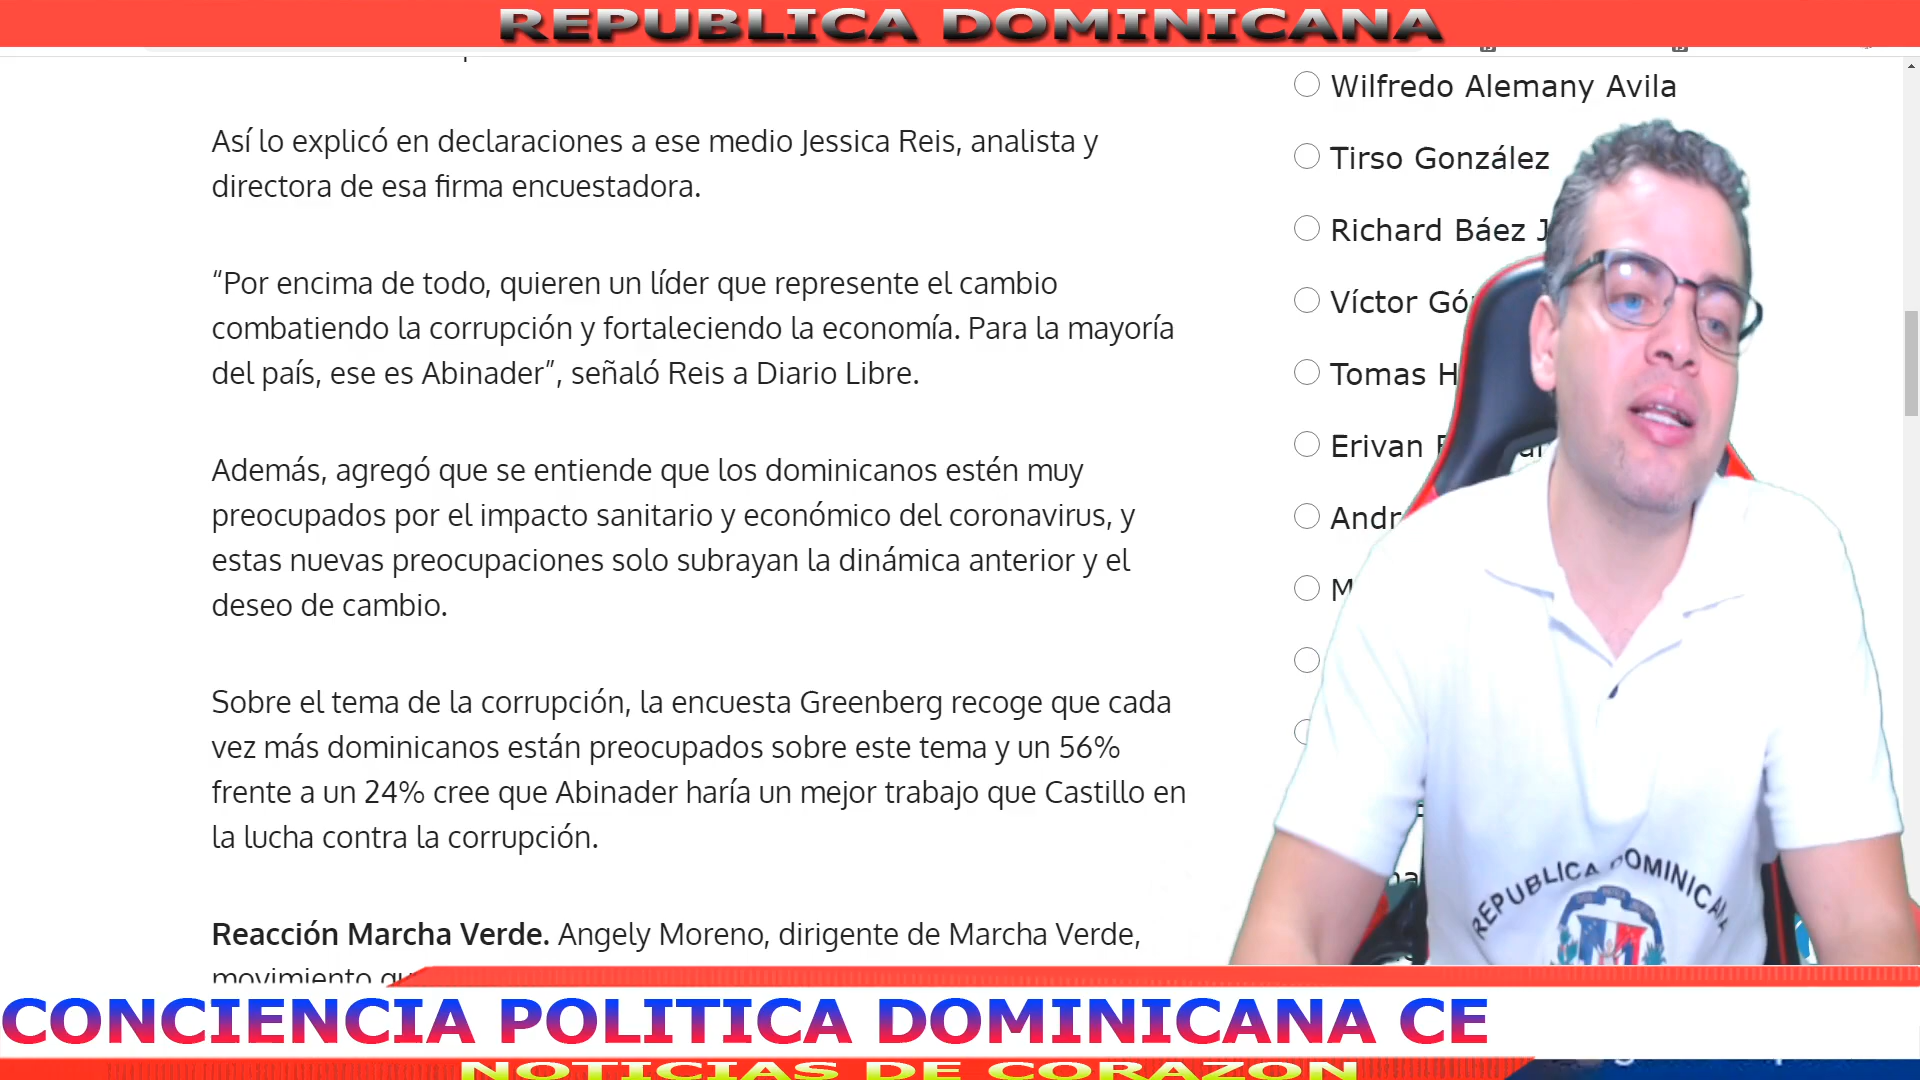 REPUBLICA DOMINICANA
Así lo explicó en declaraciones a ese medio Jessica Reis, analista y
directora de esa firma encuestadora.
“Por encima de todo, quieren un líder que represente el cambio
combatiendo la corrupción y fortaleciendo la economía. Para la mayoría
del país, ese es Abinader”, señaló Reis a Diario Libre.
Además, agregó que se entiende que los dominicanos estén muy
preocupados por el impacto sanitario y económico del coronavirus, y
estas nuevas preocupaciones solo subrayan la dinámica anterior y el
deseo de cambio.
Sobre el tema de la corrupción, la encuesta Greenberg recoge que cada
vez más dominicanos están preocupados sobre este tema y un 56%
frente a un 24% cree que Abinader haría un mejor trabajo que Castillo en
la lucha contra la corrupción.
Reacción Marcha Verde. Angely Moreno, dirigente de Marcha Verde,
movimiento
Wilfredo Alemany Avila
Tirso González
Richard Báez
Víctor
Tomas
Erivan
REPUBLICA DOMINICANA
CONCIENCIA POLITICA DOMINICANA CE
NOTICIAS DE CORAZON